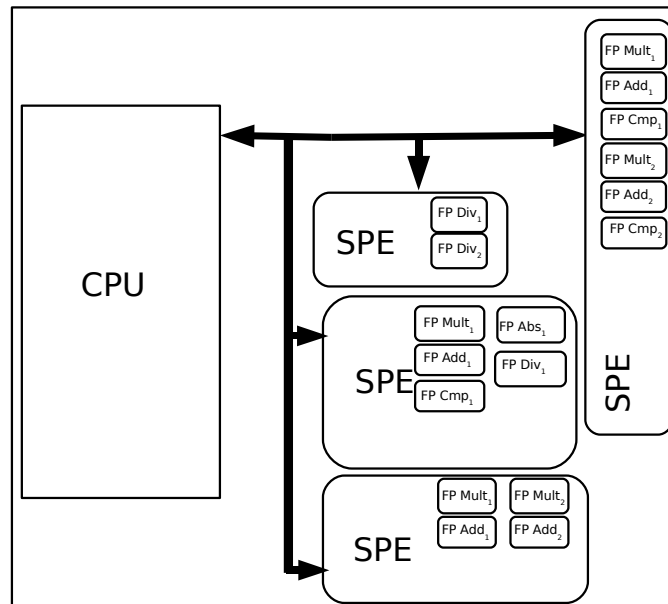 CPU
SPE
FP Div1
FP Div2
SPE
FP Mult1
FP Add1
FP Cmp1
FP Abs1
FP Div1
SPE
FP Mult1
FP Mult2
FP Add1
FP Add2
FP Mult1
FP Add1
FP Cmp1
FP Mult2
FP Add2
FP Cmp2
SPE